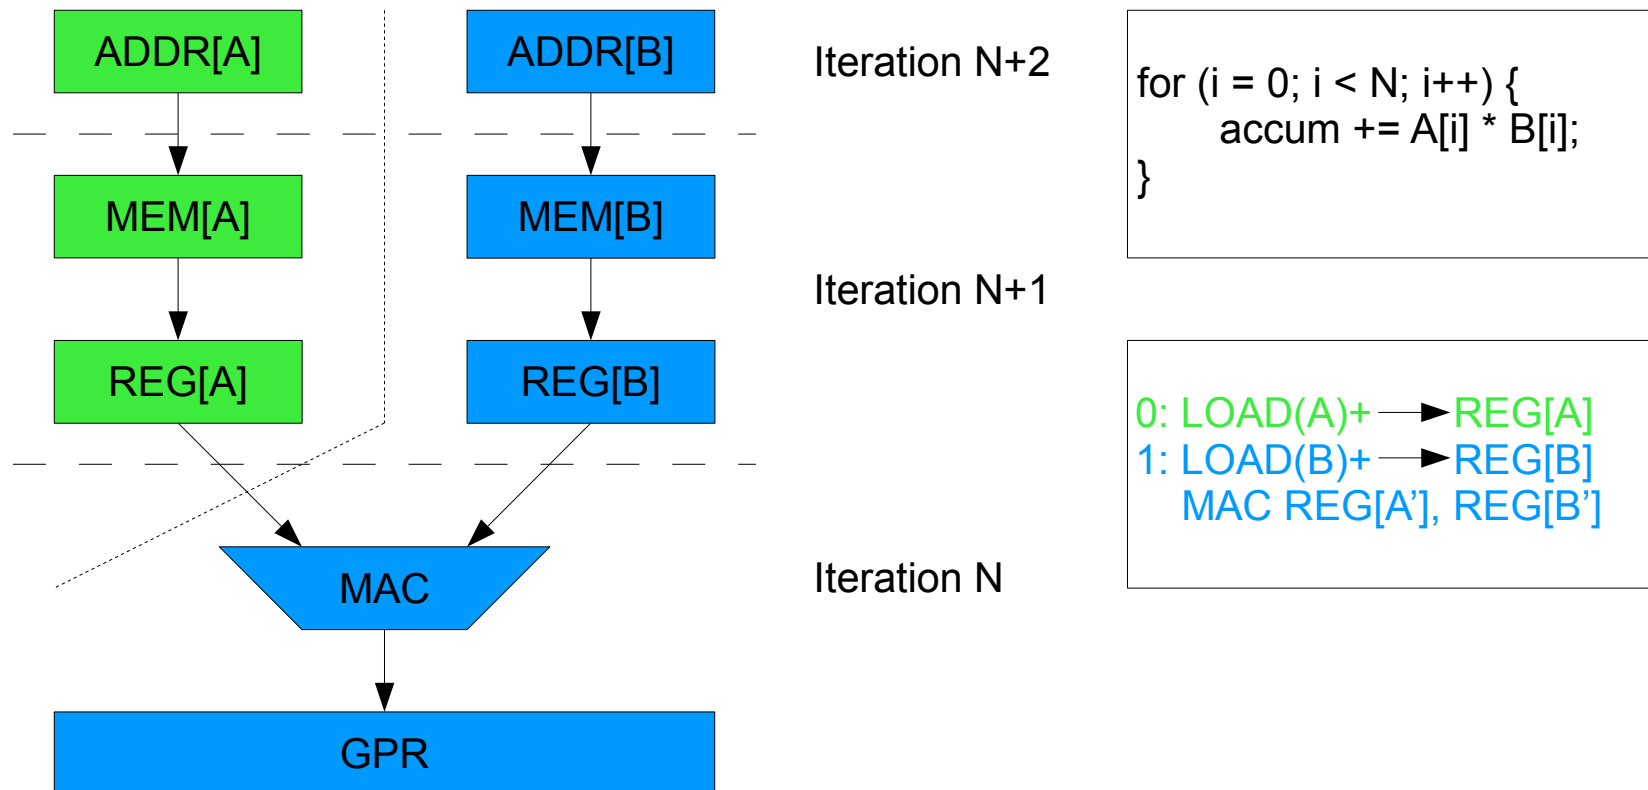 ADDR[A]
ADDR[B]
Iteration N+2
MEM[A]
MEM[B]
Iteration N+1
REG[A]
REG[B]
MAC
Iteration N
GPR
for (i = 0; i < N; i++) {
accum += A[i] * B[i];
}
0: LOAD(A)+ REG[A]
1: LOAD(B)+ REG[B]
MAC REG[A’], REG[B’]